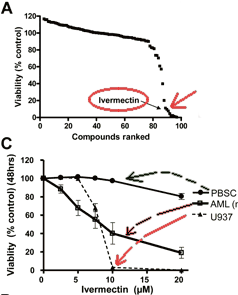 A
Viability (% control)
120
100
80
60
40
20
0
Ivermectin
0 20 40 60 80 100
Compounds ranked
C
Viability (% control) (48hrs)
100
80
60
40
20
0
PBSC
AML (
U937
0 5 10 15 20
Ivermectin (μM)